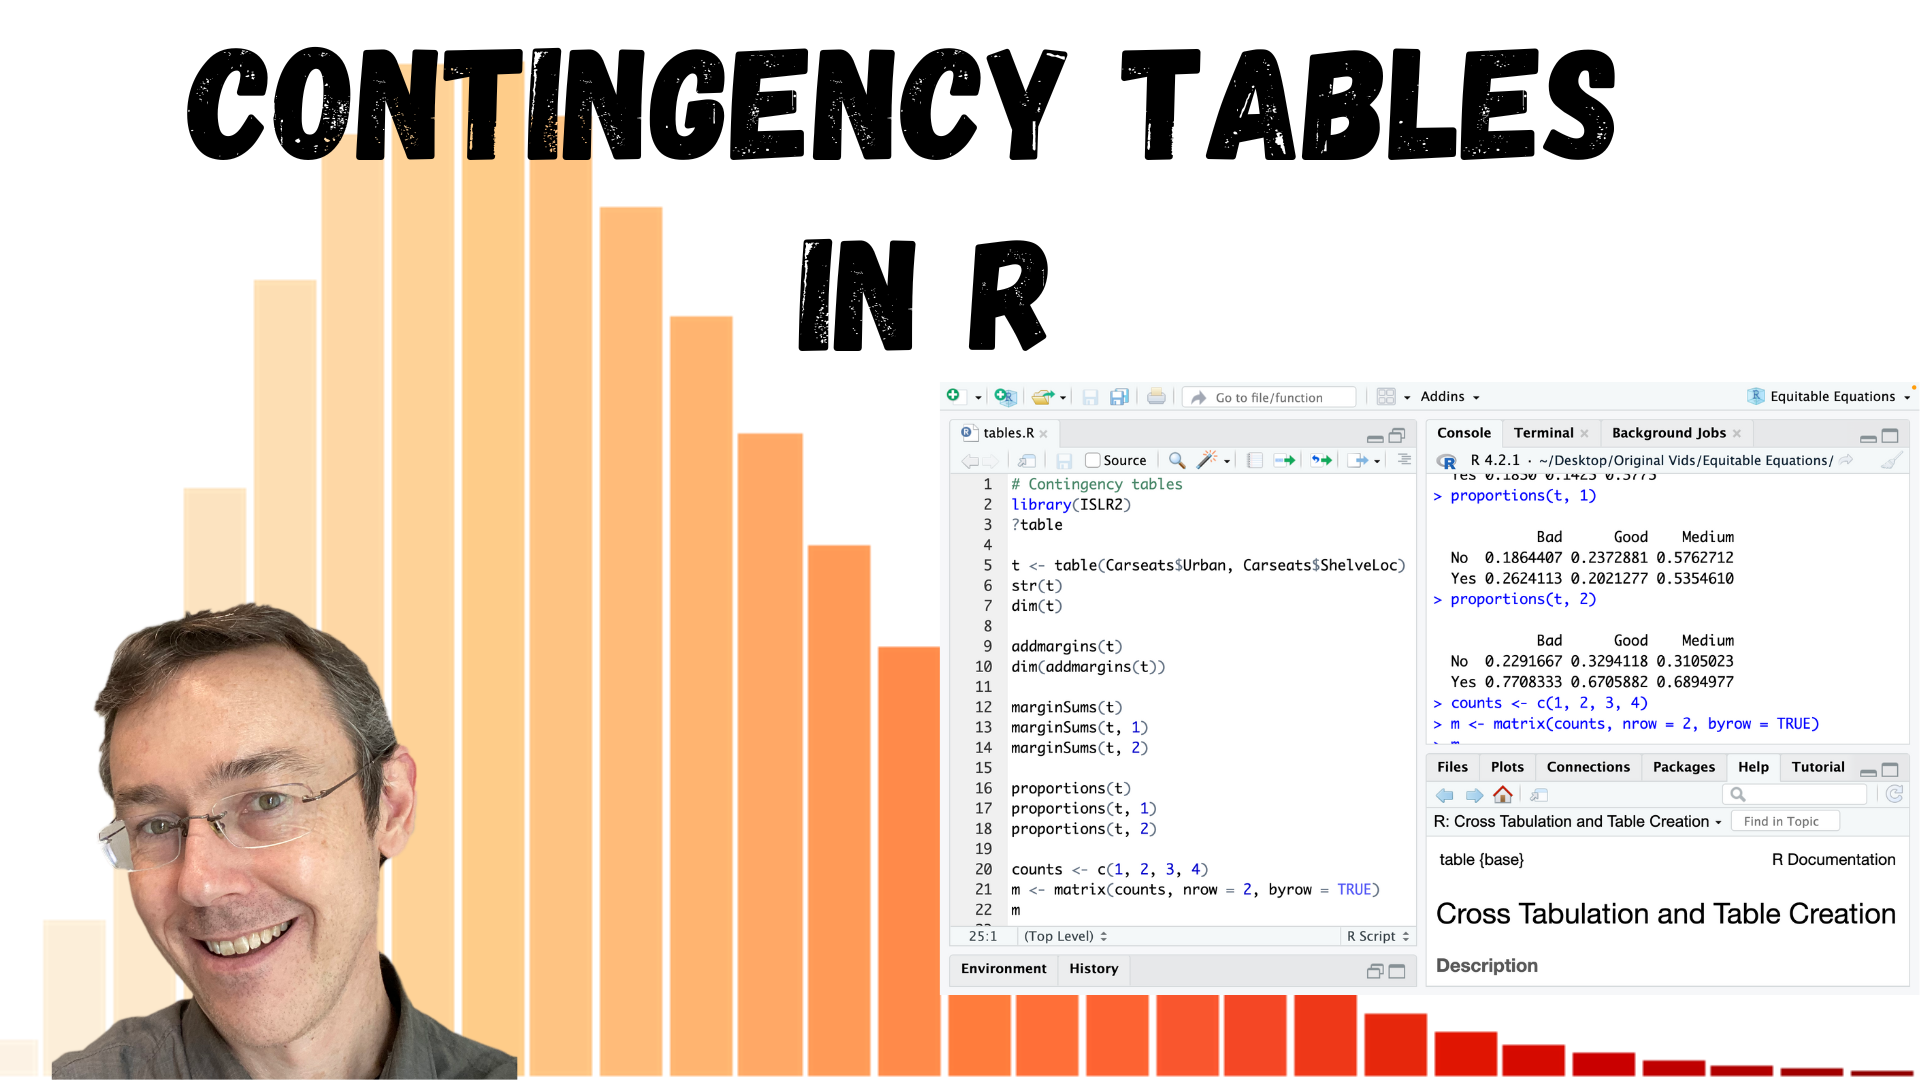 CONTINGENCY TABLES
IN R
Go to file/function
Addins
Equitable Equations
tables.R
Source
1 # Contingency tables
2 library(ISLR2)
3 ?table
4
5 t <- table(Carseats$Urban, Carseats$ShelveLoc)
6 str(t)
7 dim(t)
8
9 addmargins(t)
10 dim(addmargins(t))
11
12 marginSums(t)
13 marginSums(t, 1)
14 marginSums(t, 2)
15
16 proportions(t)
17 proportions(t, 1)
18 proportions(t, 2)
19
20 counts <- c(1, 2, 3, 4)
21 m <- matrix(counts, nrow = 2, byrow = TRUE)
22 m
25:1 (Top Level) R Script
Environment History
Console Terminal Background Jobs
R 4.2.1 · ~/Desktop/Original Vids/Equitable Equations/
Yes 0.1850 0.1425 0.3775
> proportions(t, 1)
Bad Good Medium
No 0.1864407 0.2372881 0.5762712
Yes 0.2624113 0.2021277 0.5354610
> proportions(t, 2)
Bad Good Medium
No 0.2291667 0.3294118 0.3105023
Yes 0.7708333 0.6705882 0.6894977
> counts <- c(1, 2, 3, 4)
> m <- matrix(counts, nrow = 2, byrow = TRUE)
> m
Files Plots Connections Packages Help Tutorial
R: Cross Tabulation and Table Creation Find in Topic
table {base} R Documentation
Cross Tabulation and Table Creation
Description